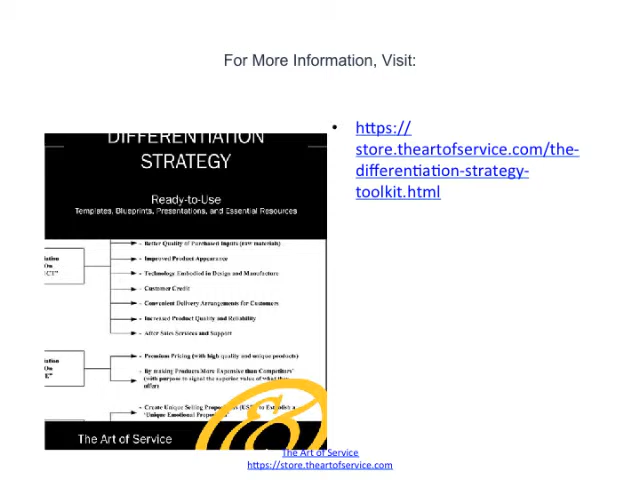 For More Information, Visit:
• https://
store.theartofservice.com/the-
differentiation-strategy-
toolkit.html
DIFFERENTIATION
STRATEGY
Ready-to-Use
Templates, Blueprints, Presentations, and Essential Resources
- Better Quality of Purchased Inputs (raw materials)
- Improved Product Appearance
- Technology Embodied in Design and Manufacture
- Customer Credit
- Convenient Delivery Arrangements for Customers
- Increased Product Quality and Reliability
- After Sales Services and Support
- Premium Pricing (with high quality and unique products)
- By making Products More Expensive than Competitors'
(with purpose to signal the superior value of what they
offer)
- Create Unique Selling (USP) to Establish a
The Art of Service
The Art of Service
https://store.theartofservice.com